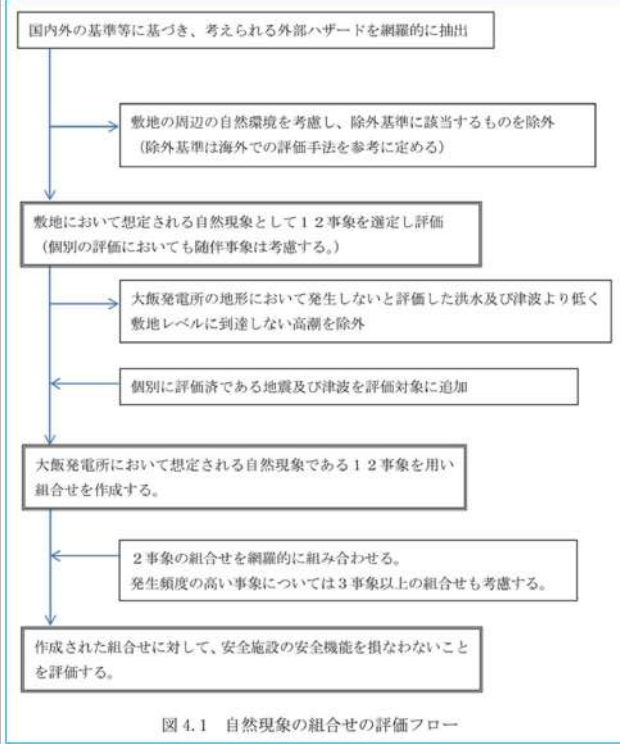 国内外の基準等に基づき、考えられる外部ハザードを網羅的に抽出
敷地の周辺の自然環境を考慮し、除外基準に該当するものを除外
（除外基準は海外での評価手法を参考に定める）
敷地において想定される自然現象として１２事象を選定し評価
（個別の評価においても随伴事象は考慮する。）
大飯発電所の地形において発生しないと評価した洪水及び津波より低く
敷地レベルに到達しない高潮を除外
個別に評価済である地震及び津波を評価対象に追加
大飯発電所において想定される自然現象である１２事象を用い
組合せを作成する。
２事象の組合せを網羅的に組み合わせる。
発生頻度の高い事象については３事象以上の組合せも考慮する。
作成された組合せに対して、安全施設の安全機能を損なわないこと
を評価する。
図 4.1　自然現象の組合せの評価フロー